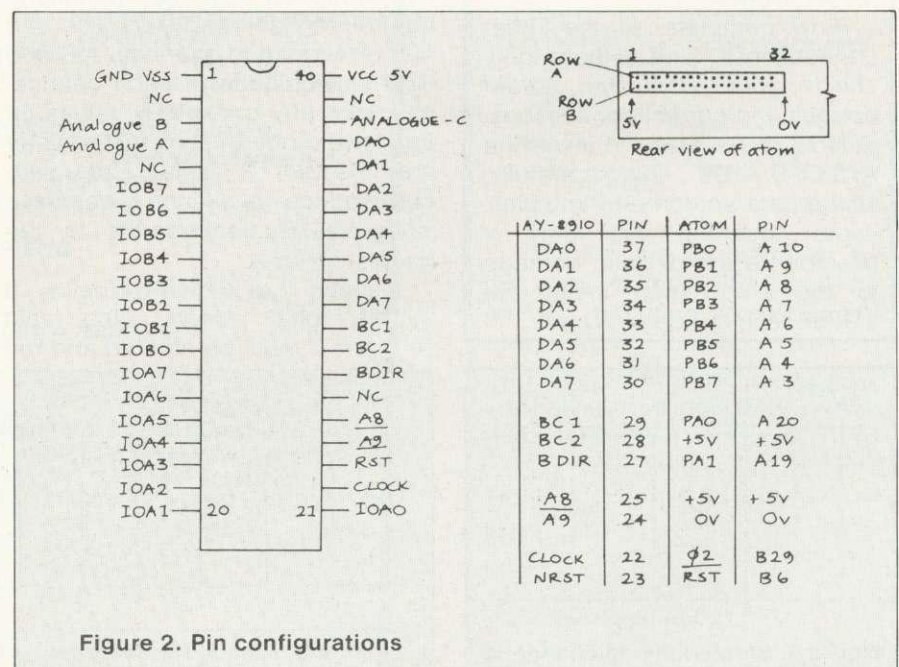 GND VSS 1 40 VCC 5V
NC NC
Analogue B ANALOGUE-C
Analogue A DA0
NC DA1
IOB7 DA2
IOB6 DA3
IOB5 DA4
IOB4 DA5
IOB3 DA6
IOB2 DA7
IOB1 BC1
IOB0 BC2
IOA7 BDIR
IOA6 NC
IOA5 A8
IOA4 A9
IOA3 RST
IOA2 CLOCK
IOA1 20 21 IOA0
ROW A
1 32
ROW B
5V 0V
Rear view of atom
AY-8910 PIN ATOM PIN
DA0 37 PB0 A 10
DA1 36 PB1 A 9
DA2 35 PB2 A 8
DA3 34 PB3 A 7
DA4 33 PB4 A 6
DA5 32 PB5 A 5
DA6 31 PB6 A 4
DA7 30 PB7 A 3
BC 1 29 PA0 A 20
BC2 28 +5V +5V
B DIR 27 PA1 A19
A8 25 +5V +5V
A9 24 0V 0V
CLOCK 22 φ2 B29
NRST 23 RST B6
Figure 2. Pin configurations